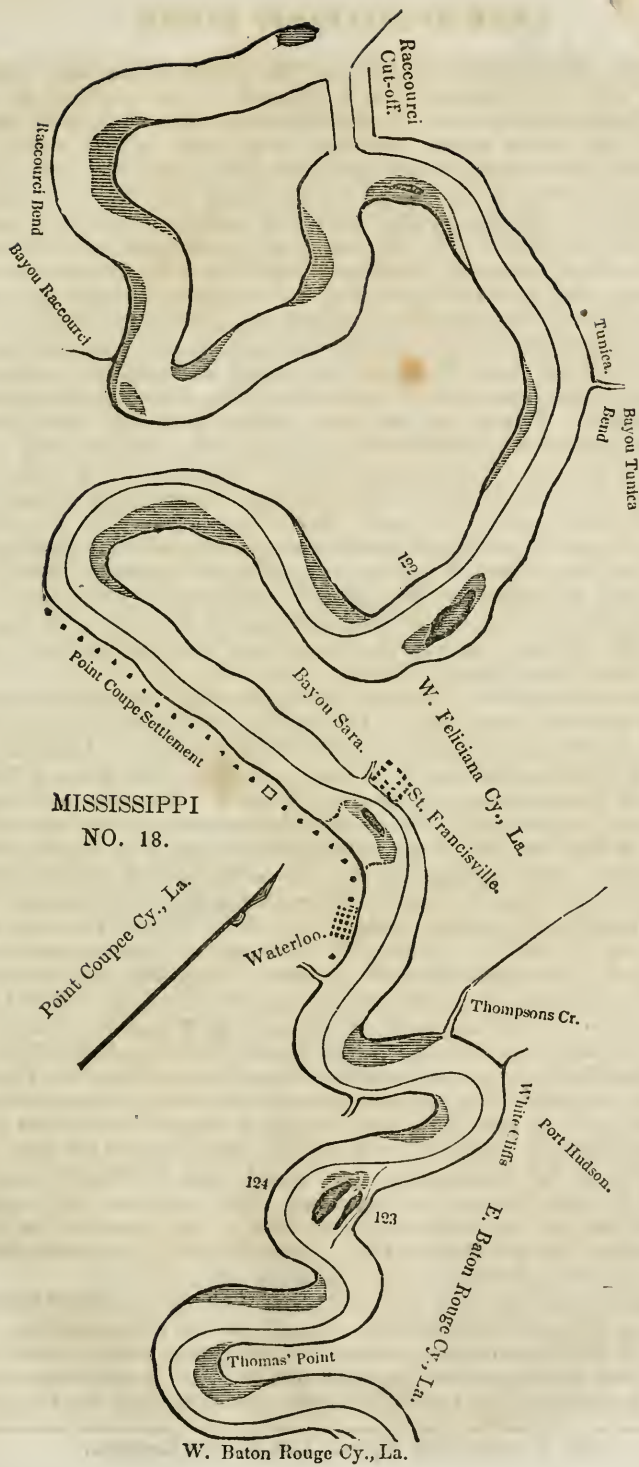 Raccourci
Cut-off.
Raccourci Bend
Bayou Raccourci
Tunica.
Bayou Tunica
Bend
122
Point Coupe Settlement
Bayou Sara.
W. Feliciana Cy., La.
St. Francisville.
MISSISSIPPI
NO. 18.
Point Coupee Cy., La.
Waterloo.
Thompsons Cr.
White Cliffs
Port Hudson.
124
123
E. Baton Rouge Cy., La.
Thomas' Point
W. Baton Rouge Cy., La.